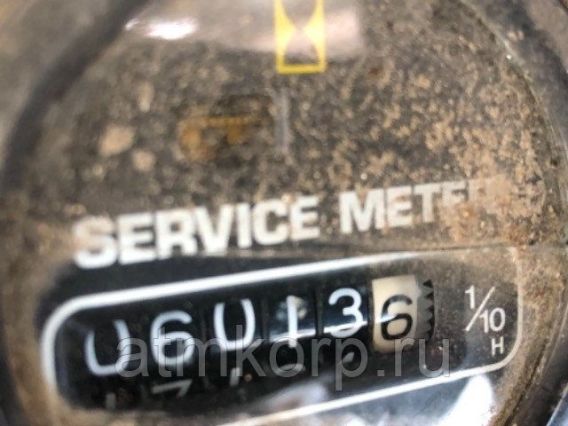 SERVICE METER
060136 1/10
H
atmkorp.ru